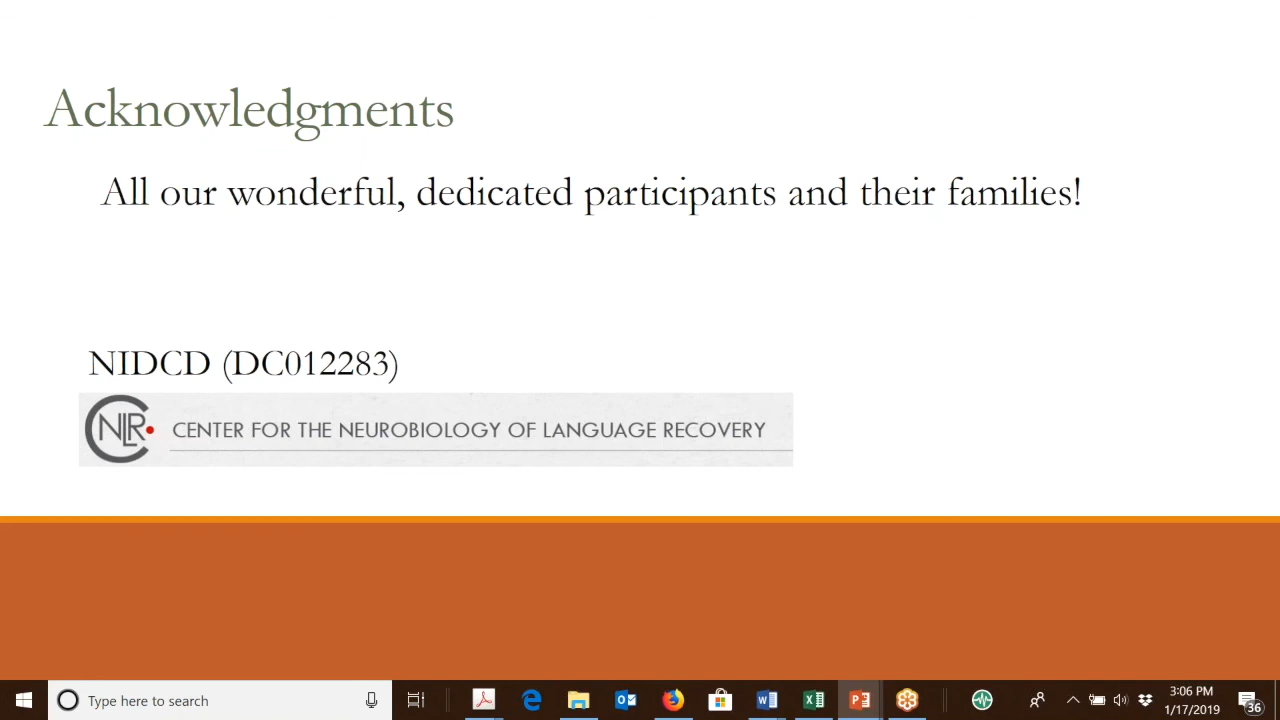 Acknowledgments
All our wonderful, dedicated participants and their families!
NIDCD (DC012283)
CNLR
CENTER FOR THE NEUROBIOLOGY OF LANGUAGE RECOVERY
Type here to search
3:06 PM
1/17/2019
36